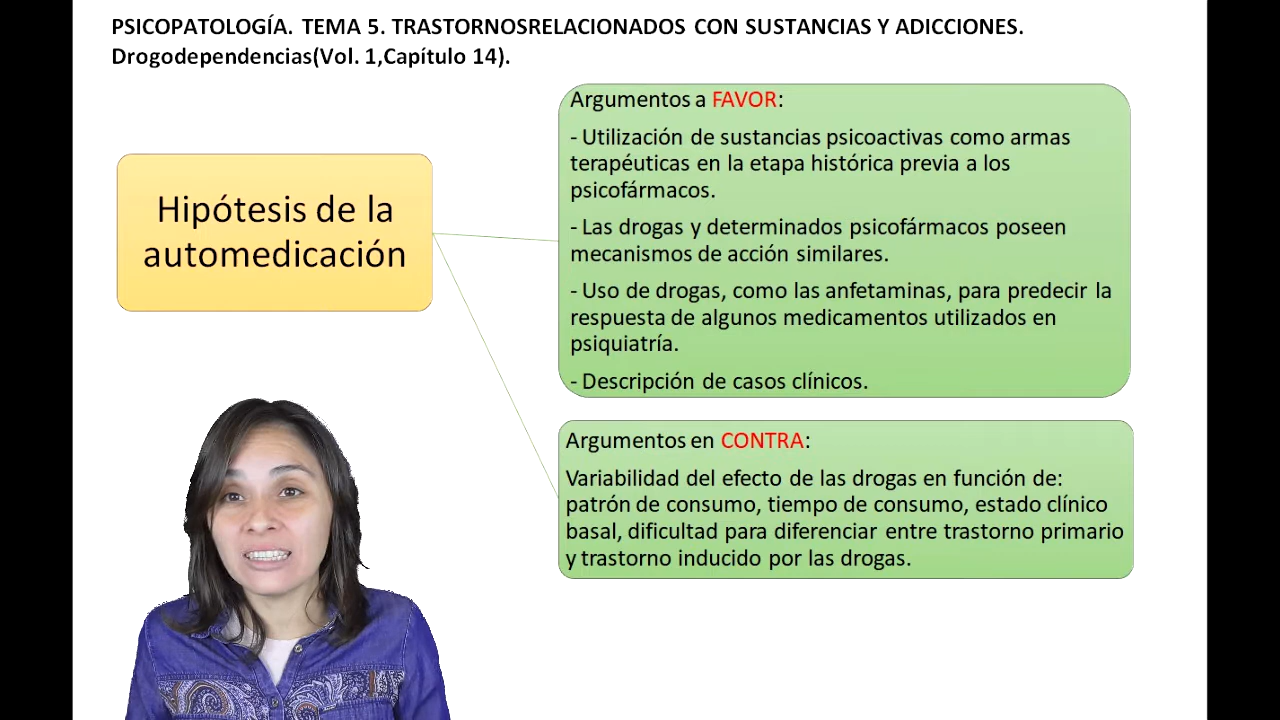 PSICOPATOLOGÍA. TEMA 5. TRASTORNOSRELACIONADOS CON SUSTANCIAS Y ADICCIONES.
Drogodependencias(Vol. 1,Capítulo 14).
Hipótesis de la
automedicación
Argumentos a FAVOR:
- Utilización de sustancias psicoactivas como armas
terapéuticas en la etapa histórica previa a los
psicofármacos.
- Las drogas y determinados psicofármacos poseen
mecanismos de acción similares.
- Uso de drogas, como las anfetaminas, para predecir la
respuesta de algunos medicamentos utilizados en
psiquiatría.
- Descripción de casos clínicos.
Argumentos en CONTRA:
Variabilidad del efecto de las drogas en función de:
patrón de consumo, tiempo de consumo, estado clínico
basal, dificultad para diferenciar entre trastorno primario
y trastorno inducido por las drogas.